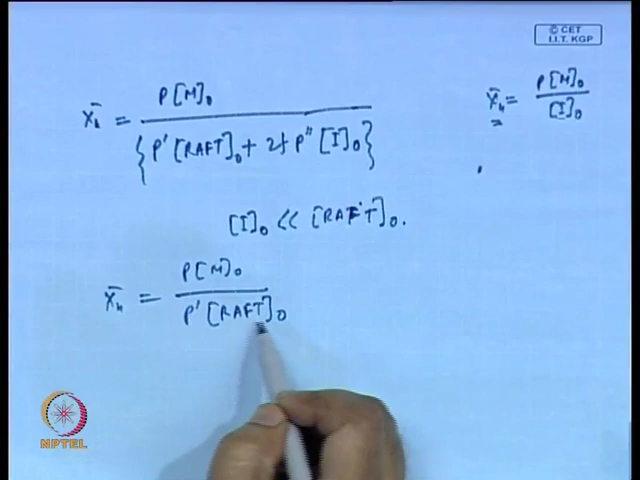 © CET
I.I.T. KGP
x̄ₙ = P[M]₀ / {P'[RAFT]₀ + 2f P''[I]₀}
x̄ₙ = P[M]₀ / [I]₀
[I]₀ << [RAFT]₀.
x̄ₙ = P[M]₀ / P'[RAFT]₀
NPTEL